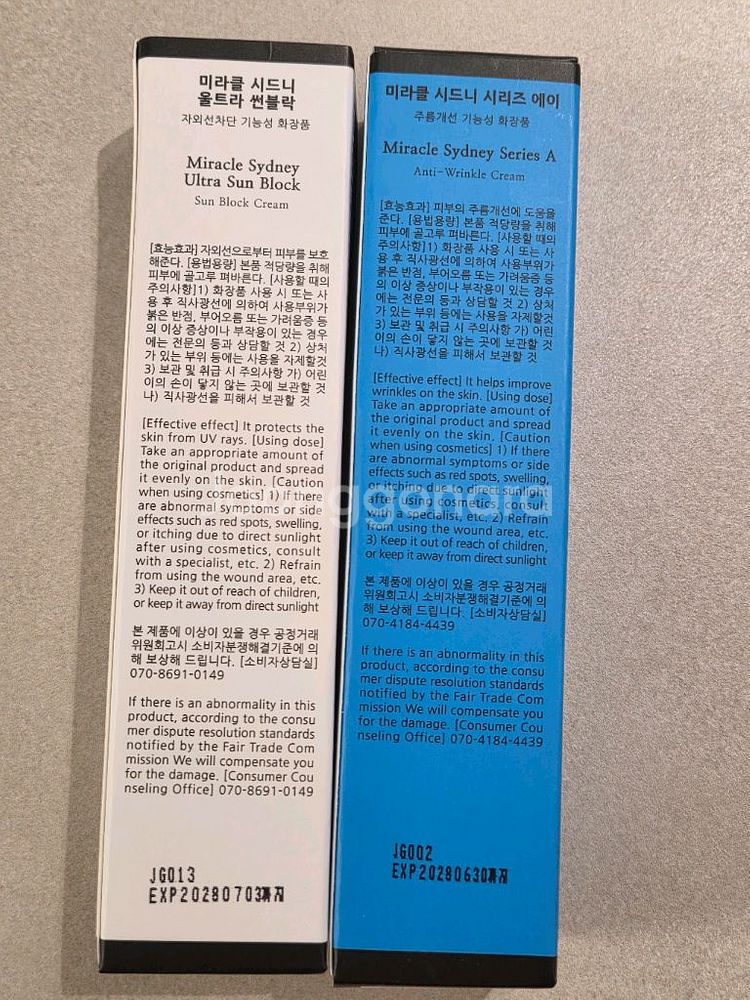 미라클 시드니
울트라 썬블락
자외선차단 기능성 화장품
Miracle Sydney
Ultra Sun Block
Sun Block Cream
[효능효과] 자외선으로부터 피부를 보호
해준다. [용법용량] 본품 적당량을 취해
피부에 골고루 펴바른다. [사용할 때의
주의사항]1) 화장품 사용 시 또는 사
용 후 직사광선에 의하여 사용부위가
붉은 반점, 부어오름 또는 가려움증 등
의 이상 증상이나 부작용이 있는 경우
에는 전문의 등과 상담할 것 2) 상처
가 있는 부위 등에는 사용을 자제할것
3) 보관 및 취급 시 주의사항 가) 어린
이의 손이 닿지 않는 곳에 보관할 것
나) 직사광선을 피해서 보관할 것
[Effective effect] It protects the
skin from UV rays. [Using dose]
Take an appropriate amount of
the original product and spread
it evenly on the skin. [Caution
when using cosmetics] 1) If there
are abnormal symptoms or side
effects such as red spots, swelling,
or itching due to direct sunlight
after using cosmetics, consult
with a specialist, etc. 2) Refrain
from using the wound area, etc.
3) Keep it out of reach of children,
or keep it away from direct sunlight
본 제품에 이상이 있을 경우 공정거래
위원회고시 소비자분쟁해결기준에 의
해 보상해 드립니다. [소비자상담실]
070-8691-0149
If there is an abnormality in this
product, according to the consu
mer dispute resolution standards
notified by the Fair Trade Com
mission We will compensate you
for the damage. [Consumer Cou
nseling Office] 070-8691-0149
JG013
EXP20280703까지
미라클 시드니 시리즈 에이
주름개선 기능성 화장품
Miracle Sydney Series A
Anti-Wrinkle Cream
[효능효과] 피부의 주름개선에 도움을
준다. [용법용량] 본품 적당량을 취해
피부에 골고루 펴바른다. [사용할 때의
주의사항]1) 화장품 사용 시 또는 사
용 후 직사광선에 의하여 사용부위가
붉은 반점, 부어오름 또는 가려움증 등
의 이상 증상이나 부작용이 있는 경우
에는 전문의 등과 상담할 것 2) 상처
가 있는 부위 등에는 사용을 자제할것
3) 보관 및 취급 시 주의사항 가) 어린
이의 손이 닿지 않는 곳에 보관할 것
나) 직사광선을 피해서 보관할 것
[Effective effect] It helps improve
wrinkles on the skin. [Using dose]
Take an appropriate amount of
the original product and spread
it evenly on the skin. [Caution
when using cosmetics] 1) If there
are abnormal symptoms or side
effects such as red spots, swelling,
or itching due to direct sunlight
after using cosmetics, consult
with a specialist, etc. 2) Refrain
from using the wound area, etc.
3) Keep it out of reach of children,
or keep it away from direct sunlight
본 제품에 이상이 있을 경우 공정거래
위원회고시 소비자분쟁해결기준에 의
해 보상해 드립니다. [소비자상담실]
070-4184-4439
If there is an abnormality in this
product, according to the consu
mer dispute resolution standards
notified by the Fair Trade Com
mission We will compensate you
for the damage. [Consumer Cou
nseling Office] 070-4184-4439
JG002
EXP20280630까지